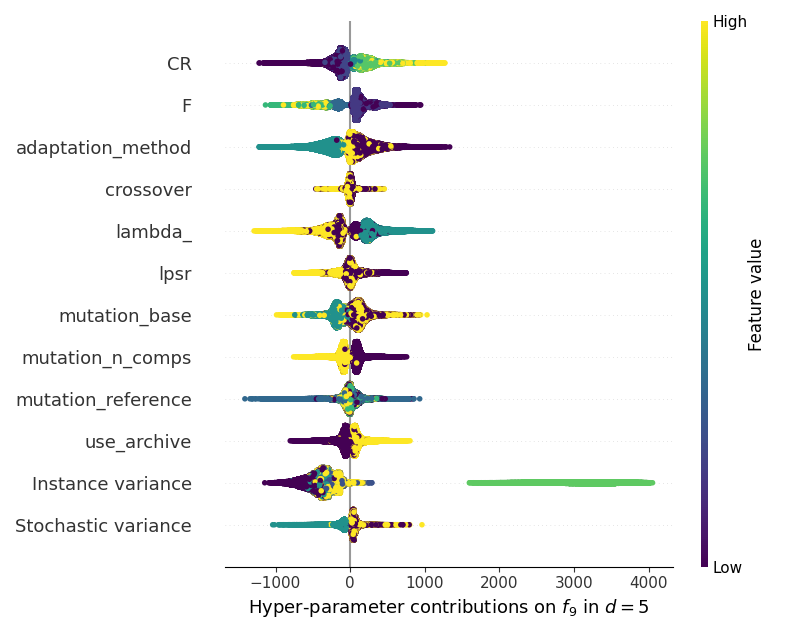 High
CR
F
adaptation_method
crossover
lambda_
lpsr
mutation_base
mutation_n_comps
mutation_reference
use_archive
Instance variance
Stochastic variance
Feature value
Low
−1000 0 1000 2000 3000 4000
Hyper-parameter contributions on f₉ in d = 5